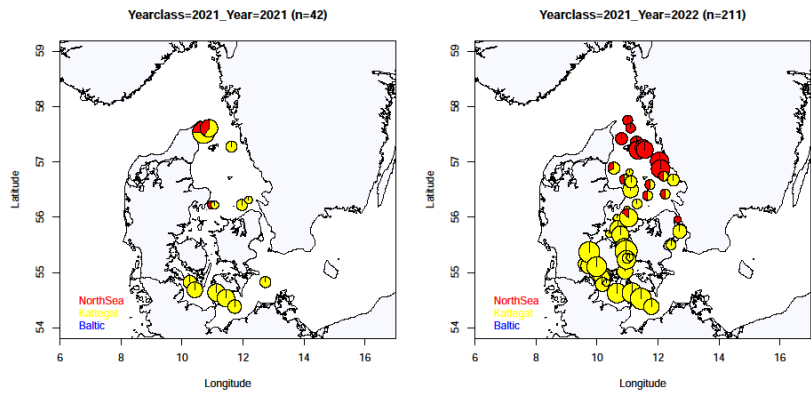 Yearclass=2021_Year=2021 (n=42)
59
58
57
56
55
54
Latitude
NorthSea
Kattegat
Baltic
6
8
10
12
14
16
Longitude
Yearclass=2021_Year=2022 (n=211)
59
58
57
56
55
54
Latitude
NorthSea
Kattegat
Baltic
6
8
10
12
14
16
Longitude